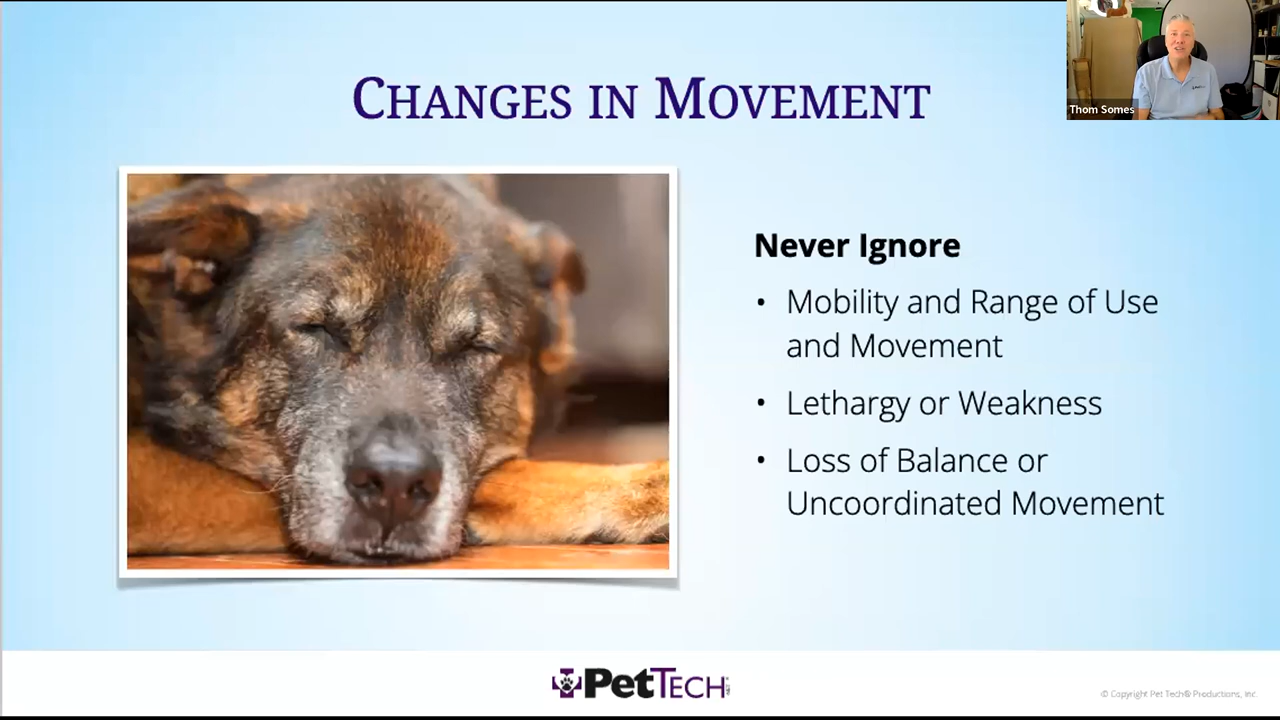 CHANGES IN MOVEMENT
Thom Somes
Never Ignore
• Mobility and Range of Use
and Movement
• Lethargy or Weakness
• Loss of Balance or
Uncoordinated Movement
PetTECH
© Copyright Pet Tech® Productions, Inc.